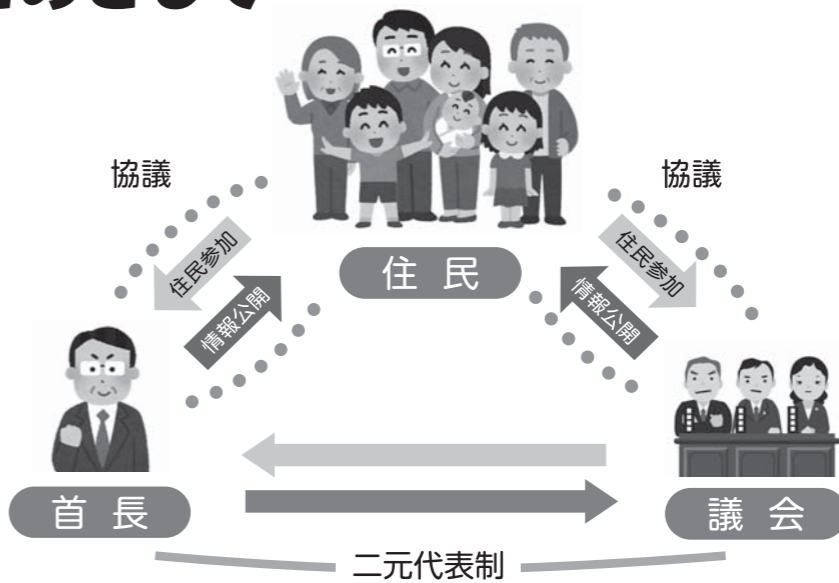 協議
協議
住民参加
情報公開
住民
情報公開
住民参加
首長
議会
二元代表制